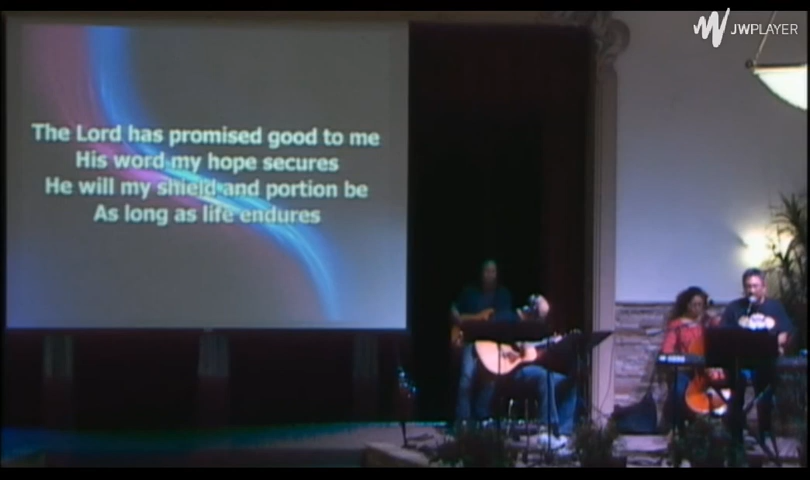 JWPLAYER
The Lord has promised good to me
His word my hope secures
He will my shield and portion be
As long as life endures